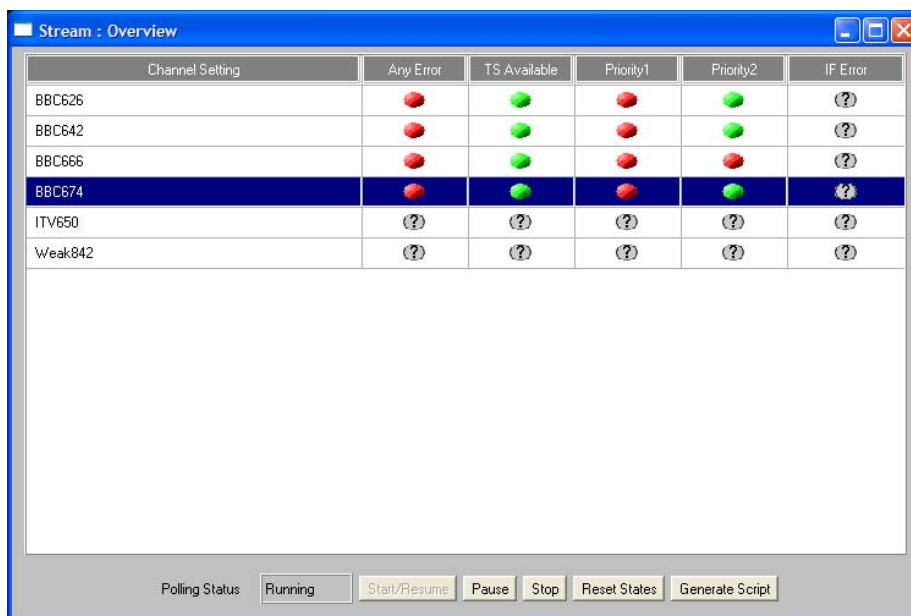 Stream : Overview
Channel Setting Any Error TS Available Priority1 Priority2 IF Error
BBC626 (?)
BBC642 (?)
BBC666 (?)
BBC674 (?)
ITV650 (?) (?) (?) (?) (?)
Weak842 (?) (?) (?) (?) (?)
Polling Status Running Start/Resume Pause Stop Reset States Generate Script